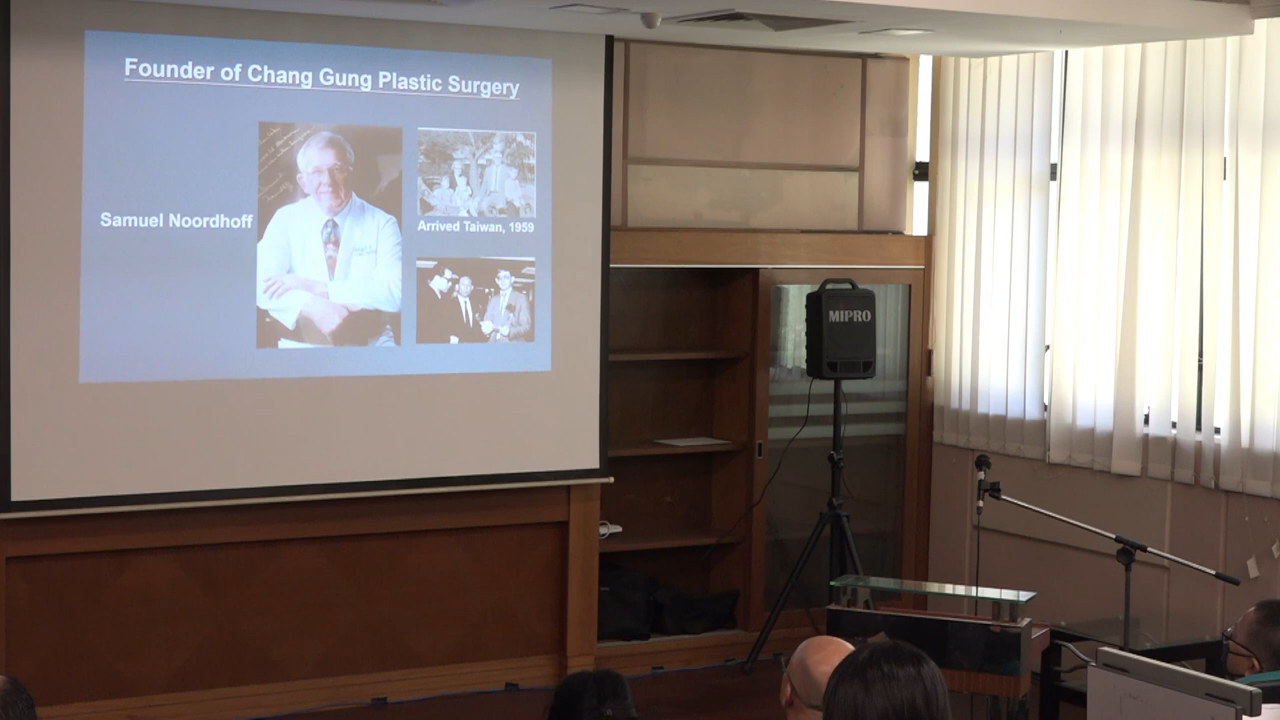 Founder of Chang Gung Plastic Surgery
Samuel Noordhoff
Arrived Taiwan, 1959
MIPRO